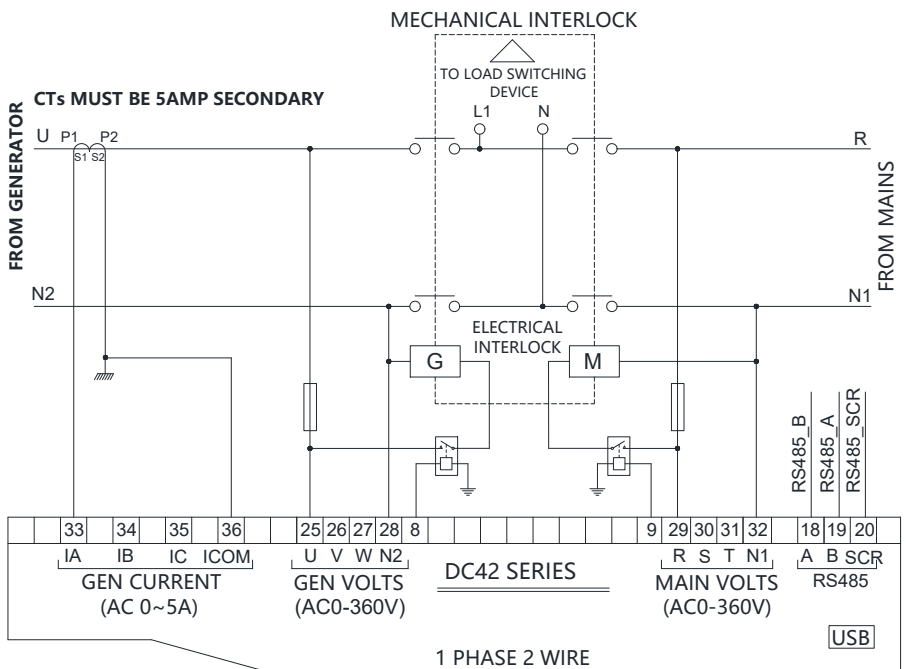 MECHANICAL INTERLOCK
TO LOAD SWITCHING
DEVICE
CTs MUST BE 5AMP SECONDARY
L1 N
FROM GENERATOR
U P1 P2
S1 S2
R
FROM MAINS
N2
N1
ELECTRICAL
INTERLOCK
G M
RS485_B
RS485_A
RS485_SCR
33 34 35 36 25 26 27 28 8 9 29 30 31 32 18 19 20
IA IB IC ICOM U V W N2 R S T N1 A B SCR
GEN CURRENT
(AC 0~5A)
GEN VOLTS
(AC0-360V)
DC42 SERIES
MAIN VOLTS
(AC0-360V)
RS485
USB
1 PHASE 2 WIRE